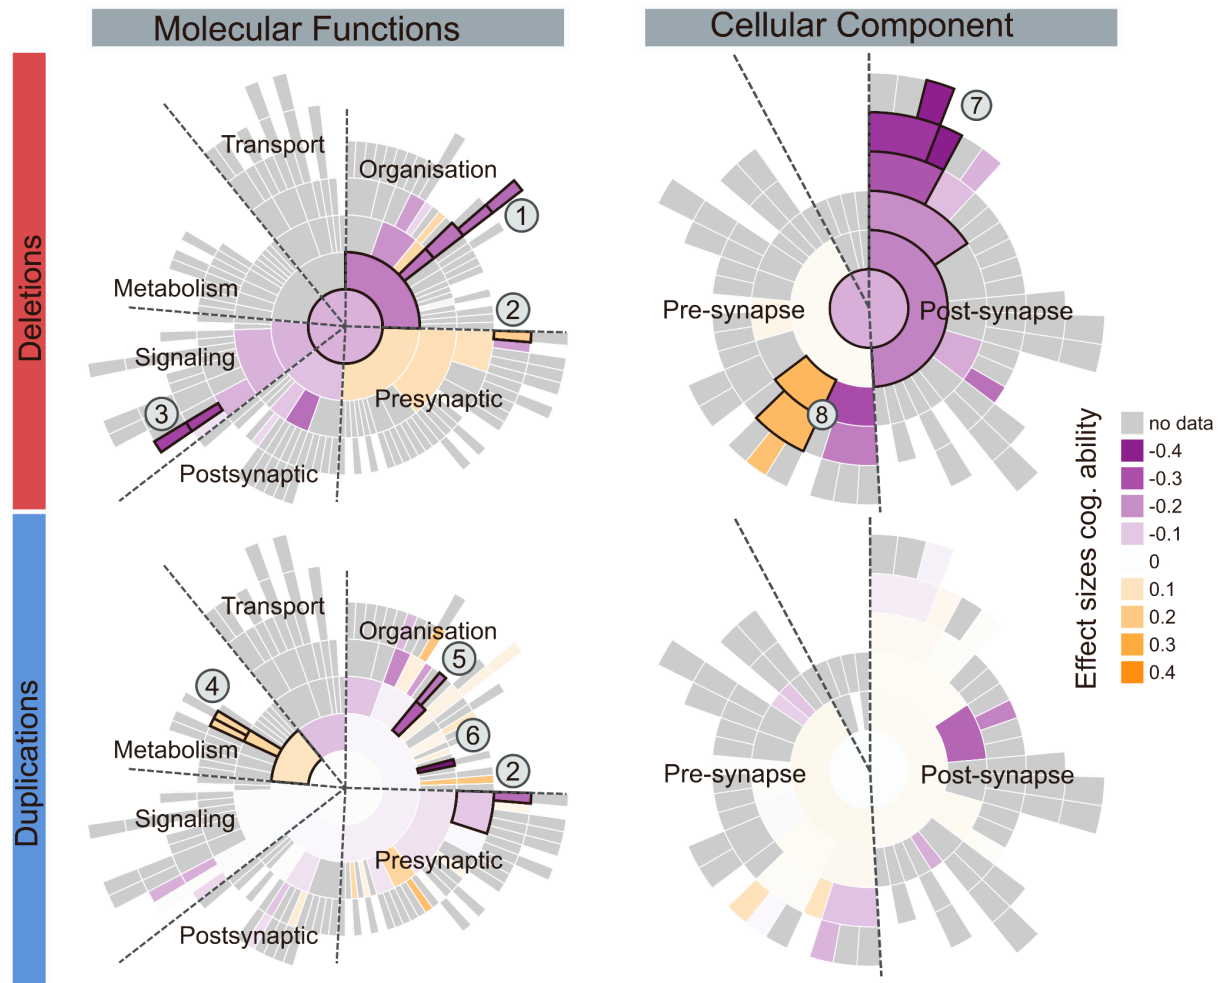 Molecular Functions
Cellular Component
Deletions
Transport
Organisation
1
Metabolism
2
Signaling
Presynaptic
3
Postsynaptic
7
Pre-synapse
Post-synapse
8
Effect sizes cog. ability
no data
-0.4
-0.3
-0.2
-0.1
0
0.1
0.2
0.3
0.4
Duplications
Transport
Organisation
5
4
6
Metabolism
2
Signaling
Presynaptic
Postsynaptic
Pre-synapse
Post-synapse